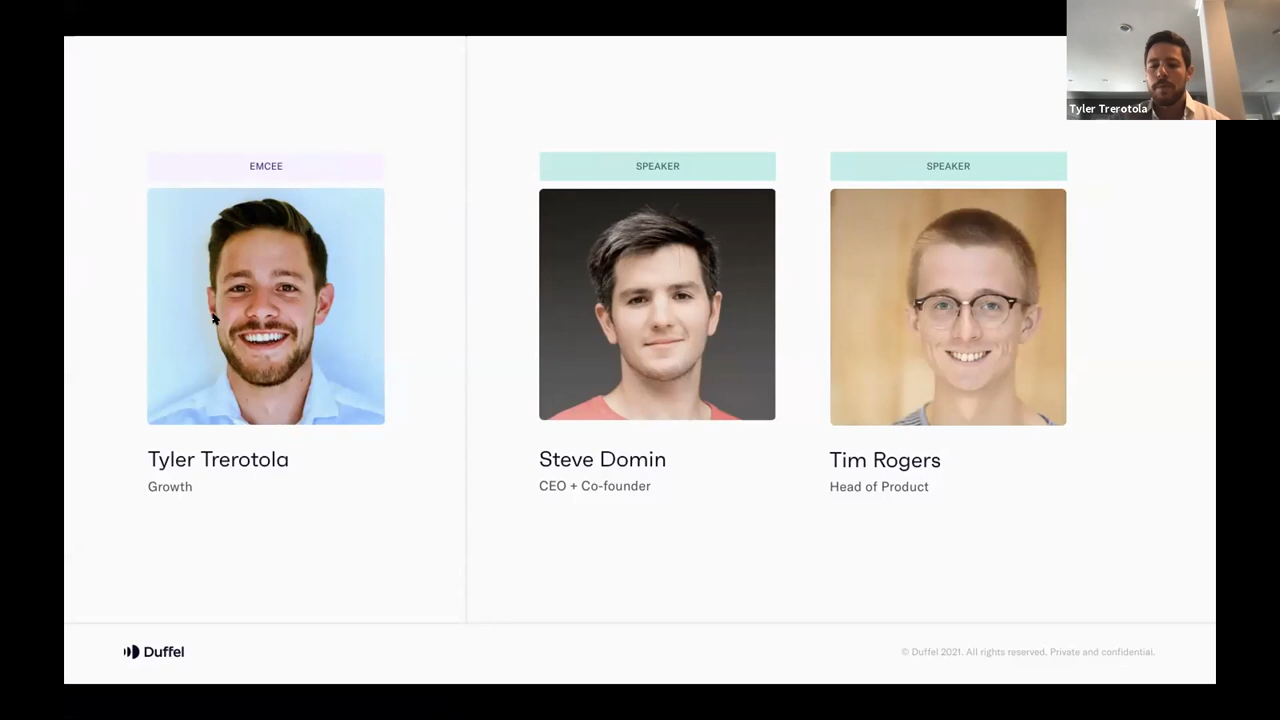 Tyler Trerotola
EMCEE
SPEAKER
SPEAKER
Tyler Trerotola
Growth
Steve Domin
CEO + Co-founder
Tim Rogers
Head of Product
Duffel
© Duffel 2021. All rights reserved. Private and confidential.